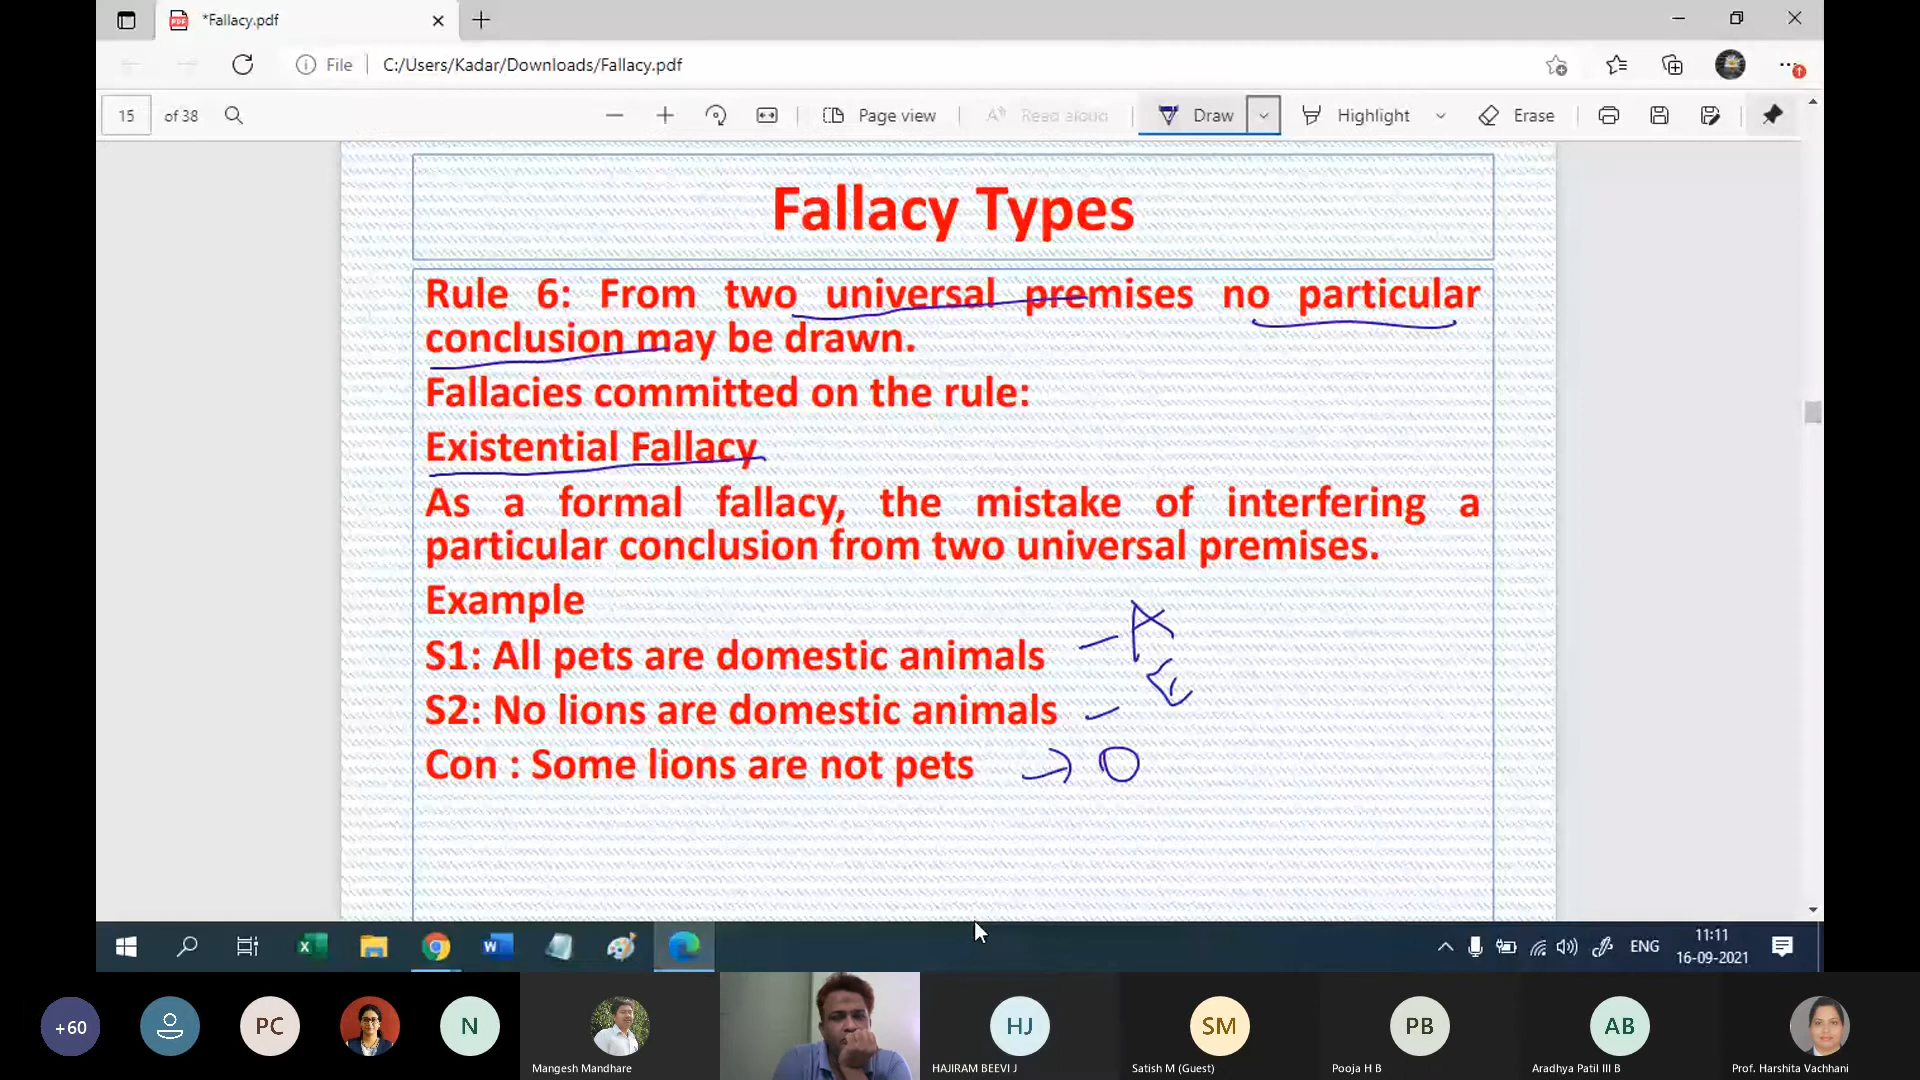 *Fallacy.pdf
File
C:/Users/Kadar/Downloads/Fallacy.pdf
15 of 38
Page view
Read aloud
Draw
Highlight
Erase
Fallacy Types
Rule 6: From two universal premises no particular
conclusion may be drawn.
Fallacies committed on the rule:
Existential Fallacy
As a formal fallacy, the mistake of interfering a
particular conclusion from two universal premises.
Example
S1: All pets are domestic animals – A
S2: No lions are domestic animals – E
Con : Some lions are not pets → O
ENG
11:11
16-09-2021
+60
PC
N
HJ
SM
PB
AB
Mangesh Mandhare
HAJIRAM BEEVI J
Satish M (Guest)
Pooja H B
Aradhya Patil III B
Prof. Harshita Vachhani